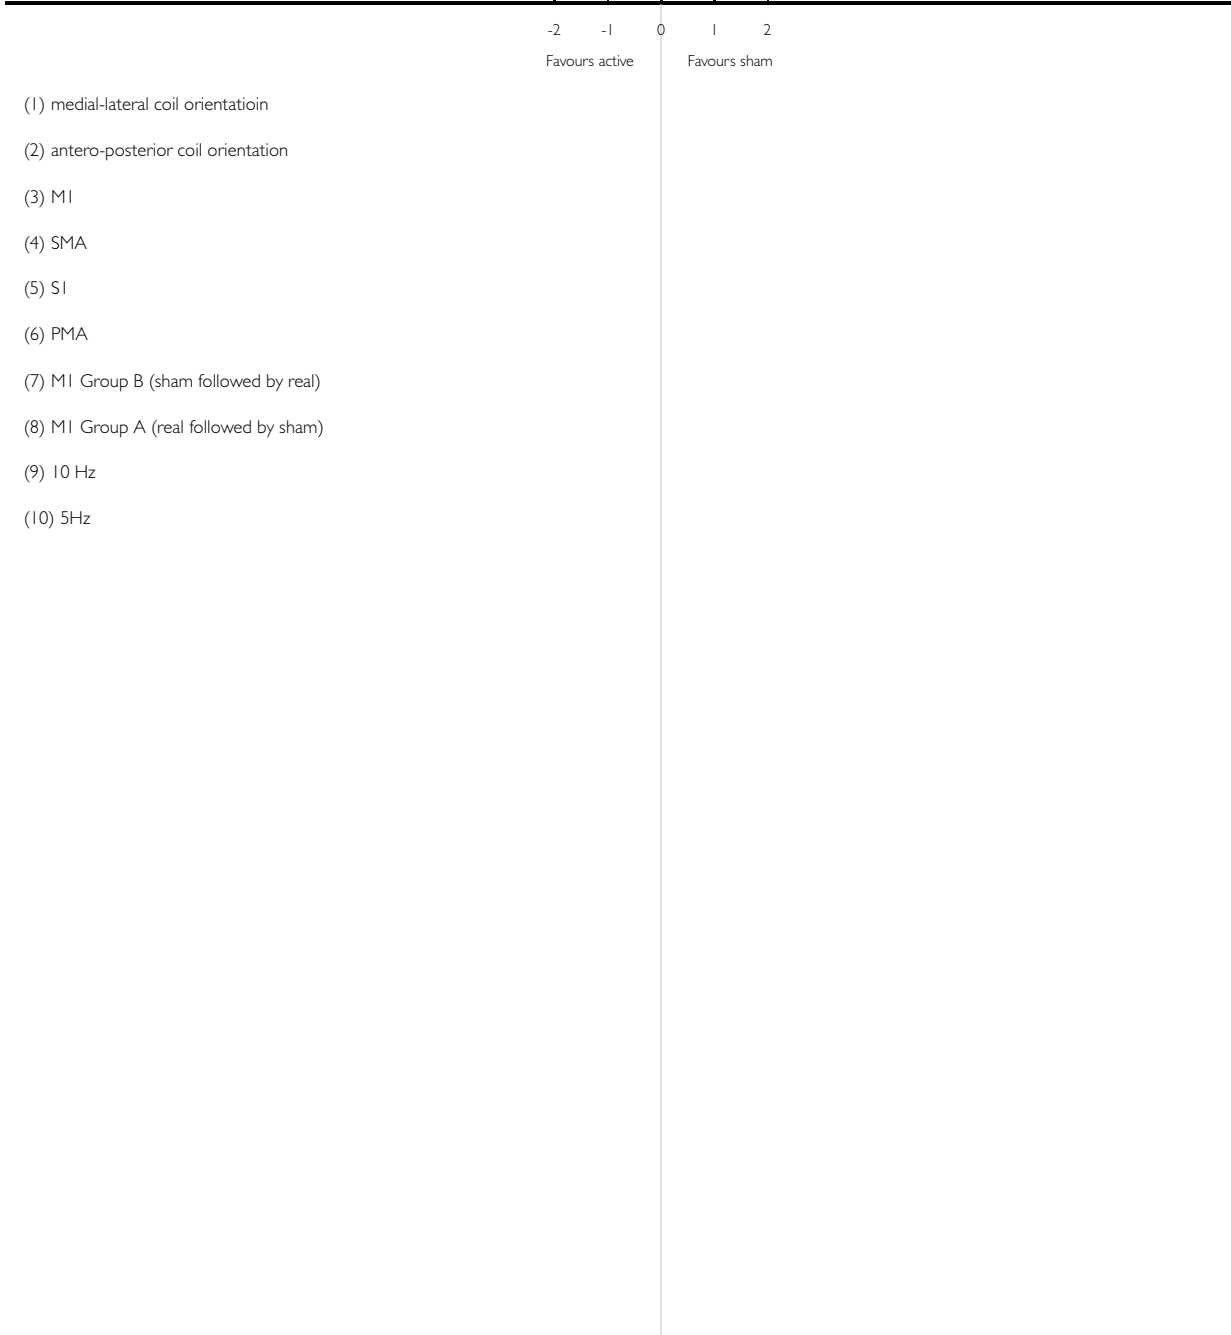 -2 -1 0 1 2
Favours active Favours sham
(1) medial-lateral coil orientatioin
(2) antero-posterior coil orientation
(3) M1
(4) SMA
(5) S1
(6) PMA
(7) M1 Group B (sham followed by real)
(8) M1 Group A (real followed by sham)
(9) 10 Hz
(10) 5Hz